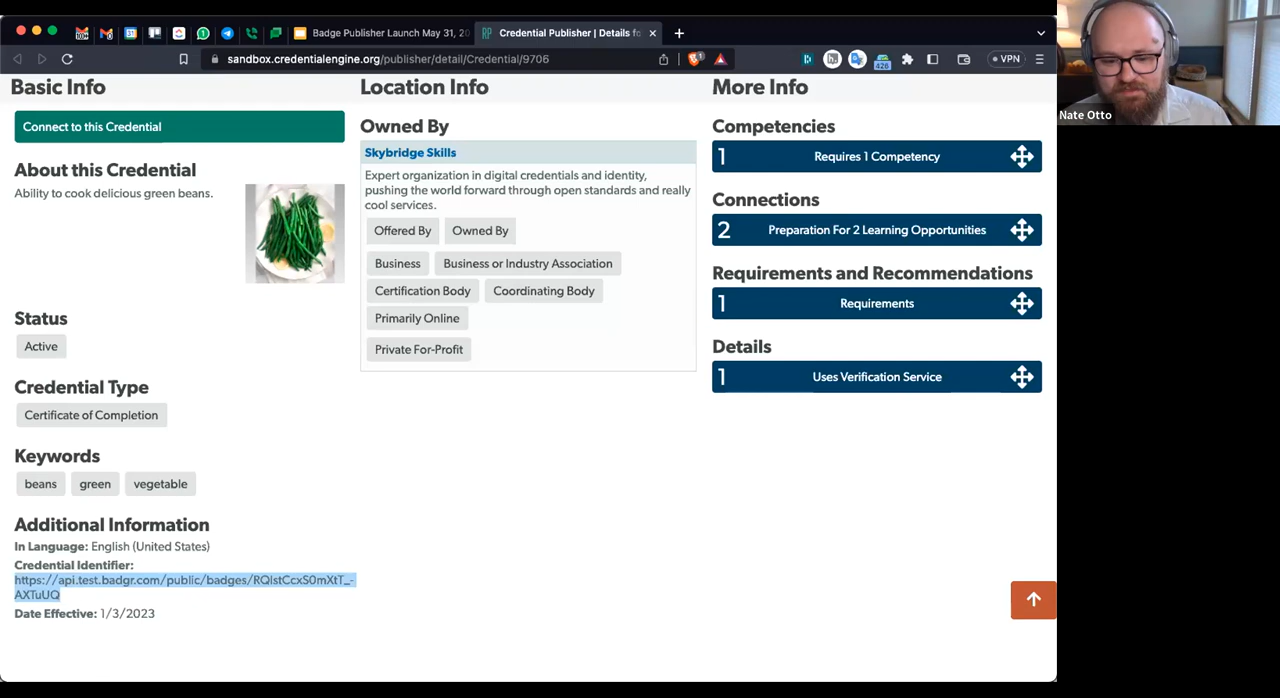 Badge Publisher Launch May 31, 20
Credential Publisher | Details fo
sandbox.credentialengine.org/publisher/detail/Credential/9706
VPN
Nate Otto
Basic Info
Connect to this Credential
About this Credential
Ability to cook delicious green beans.
Status
Active
Credential Type
Certificate of Completion
Keywords
beans green vegetable
Additional Information
In Language: English (United States)
Credential Identifier:
https://api.test.badgr.com/public/badges/RQlstCcxS0mXtT_-
AXTuUQ
Date Effective: 1/3/2023
Location Info
Owned By
Skybridge Skills
Expert organization in digital credentials and identity,
pushing the world forward through open standards and really
cool services.
Offered By Owned By
Business Business or Industry Association
Certification Body Coordinating Body
Primarily Online
Private For-Profit
More Info
Competencies
1 Requires 1 Competency
Connections
2 Preparation For 2 Learning Opportunities
Requirements and Recommendations
1 Requirements
Details
1 Uses Verification Service